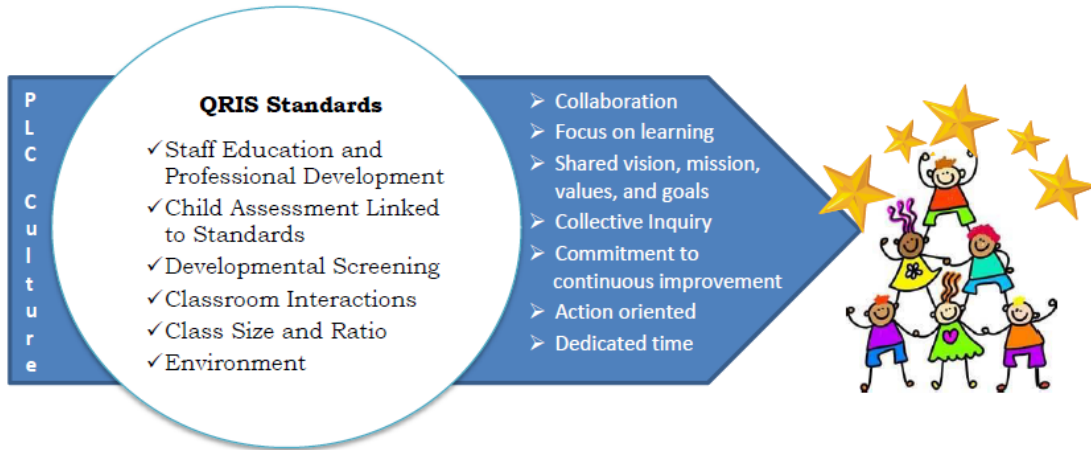 PLC Culture
QRIS Standards
✓Staff Education and
Professional Development
✓Child Assessment Linked
to Standards
✓Developmental Screening
✓Classroom Interactions
✓Class Size and Ratio
✓Environment
➢ Collaboration
➢ Focus on learning
➢ Shared vision, mission,
values, and goals
➢ Collective Inquiry
➢ Commitment to
continuous improvement
➢ Action oriented
➢ Dedicated time